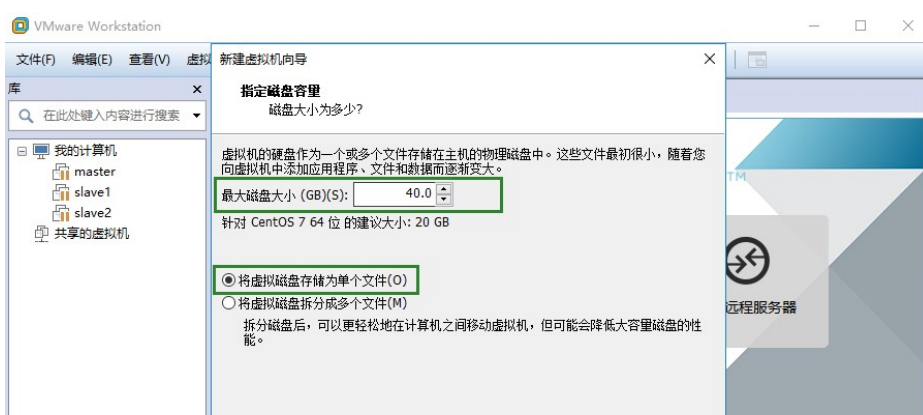 VMware Workstation
文件(F) 编辑(E) 查看(V) 虚拟
新建虚拟机向导
库
在此处键入内容进行搜索
我的计算机
master
slave1
slave2
共享的虚拟机
指定磁盘容量
磁盘大小为多少?
虚拟机的硬盘作为一个或多个文件存储在主机的物理磁盘中。这些文件最初很小，随着您
向虚拟机中添加应用程序、文件和数据而逐渐变大。
最大磁盘大小 (GB)(S): 40.0
针对 CentOS 7 64 位 的建议大小: 20 GB
将虚拟磁盘存储为单个文件(O)
将虚拟磁盘拆分成多个文件(M)
拆分磁盘后，可以更轻松地在计算机之间移动虚拟机，但可能会降低大容量磁盘的性
能。
TM
远程服务器